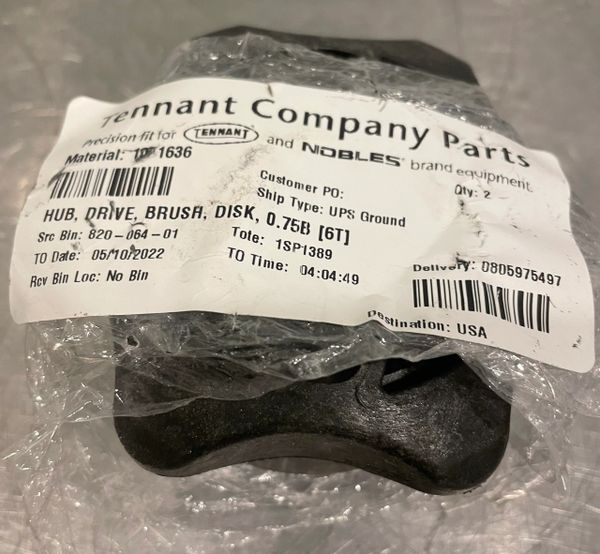 Tennant Company Parts
Precision-fit for TENNANT and NOBLES® brand equipment.
Material: 1636
Customer PO:
Qty: 2
Ship Type: UPS Ground
HUB, DRIVE, BRUSH, DISK, 0.75B [6T]
Src Bin: 820-064-01
Tote: 1SP1389
Delivery: 0805975497
TO Date: 05/10/2022
TO Time: 04:04:49
Rcv Bin Loc: No Bin
Destination: USA